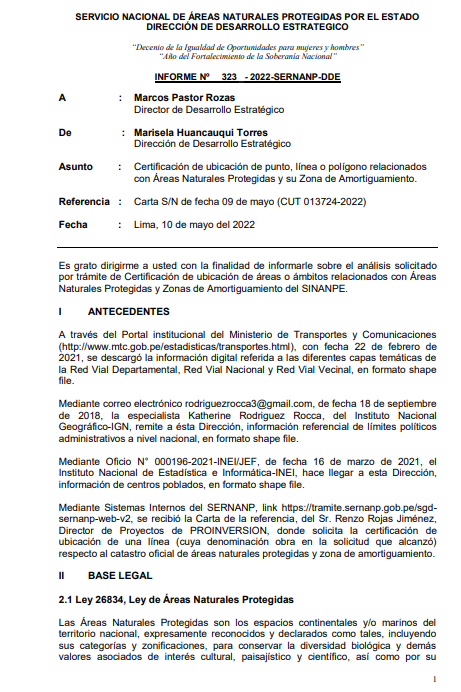 SERVICIO NACIONAL DE ÁREAS NATURALES PROTEGIDAS POR EL ESTADO
DIRECCIÓN DE DESARROLLO ESTRATEGICO
“Decenio de la Igualdad de Oportunidades para mujeres y hombres”
“Año del Fortalecimiento de la Soberanía Nacional”
INFORME Nº 323 - 2022-SERNANP-DDE
A : Marcos Pastor Rozas
Director de Desarrollo Estratégico
De : Marisela Huancauqui Torres
Dirección de Desarrollo Estratégico
Asunto : Certificación de ubicación de punto, línea o polígono relacionados
con Áreas Naturales Protegidas y su Zona de Amortiguamiento.
Referencia : Carta S/N de fecha 09 de mayo (CUT 013724-2022)
Fecha : Lima, 10 de mayo del 2022
Es grato dirigirme a usted con la finalidad de informarle sobre el análisis solicitado
por trámite de Certificación de ubicación de áreas o ámbitos relacionados con Áreas
Naturales Protegidas y Zonas de Amortiguamiento del SINANPE.
I ANTECEDENTES
A través del Portal institucional del Ministerio de Transportes y Comunicaciones
(http://www.mtc.gob.pe/estadisticas/transportes.html), con fecha 22 de febrero de
2021, se descargó la información digital referida a las diferentes capas temáticas de
la Red Vial Departamental, Red Vial Nacional y Red Vial Vecinal, en formato shape
file.
Mediante correo electrónico rodriguezrocca3@gmail.com, de fecha 18 de septiembre
de 2018, la especialista Katherine Rodriguez Rocca, del Instituto Nacional
Geográfico-IGN, remite a ésta Dirección, información referencial de límites políticos
administrativos a nivel nacional, en formato shape file.
Mediante Oficio N° 000196-2021-INEI/JEF, de fecha 16 de marzo de 2021, el
Instituto Nacional de Estadística e Informática-INEI, hace llegar a esta Dirección,
información de centros poblados, en formato shape file.
Mediante Sistemas Internos del SERNANP, link https://tramite.sernanp.gob.pe/sgd-
sernanp-web-v2, se recibió la Carta de la referencia, del Sr. Renzo Rojas Jiménez,
Director de Proyectos de PROINVERSION, donde solicita la certificación de
ubicación de una línea (cuya denominación obra en la solicitud que alcanzó)
respecto al catastro oficial de áreas naturales protegidas y zona de amortiguamiento.
II BASE LEGAL
2.1 Ley 26834, Ley de Áreas Naturales Protegidas
Las Áreas Naturales Protegidas son los espacios continentales y/o marinos del
territorio nacional, expresamente reconocidos y declarados como tales, incluyendo
sus categorías y zonificaciones, para conservar la diversidad biológica y demás
valores asociados de interés cultural, paisajístico y científico, así como por su
1